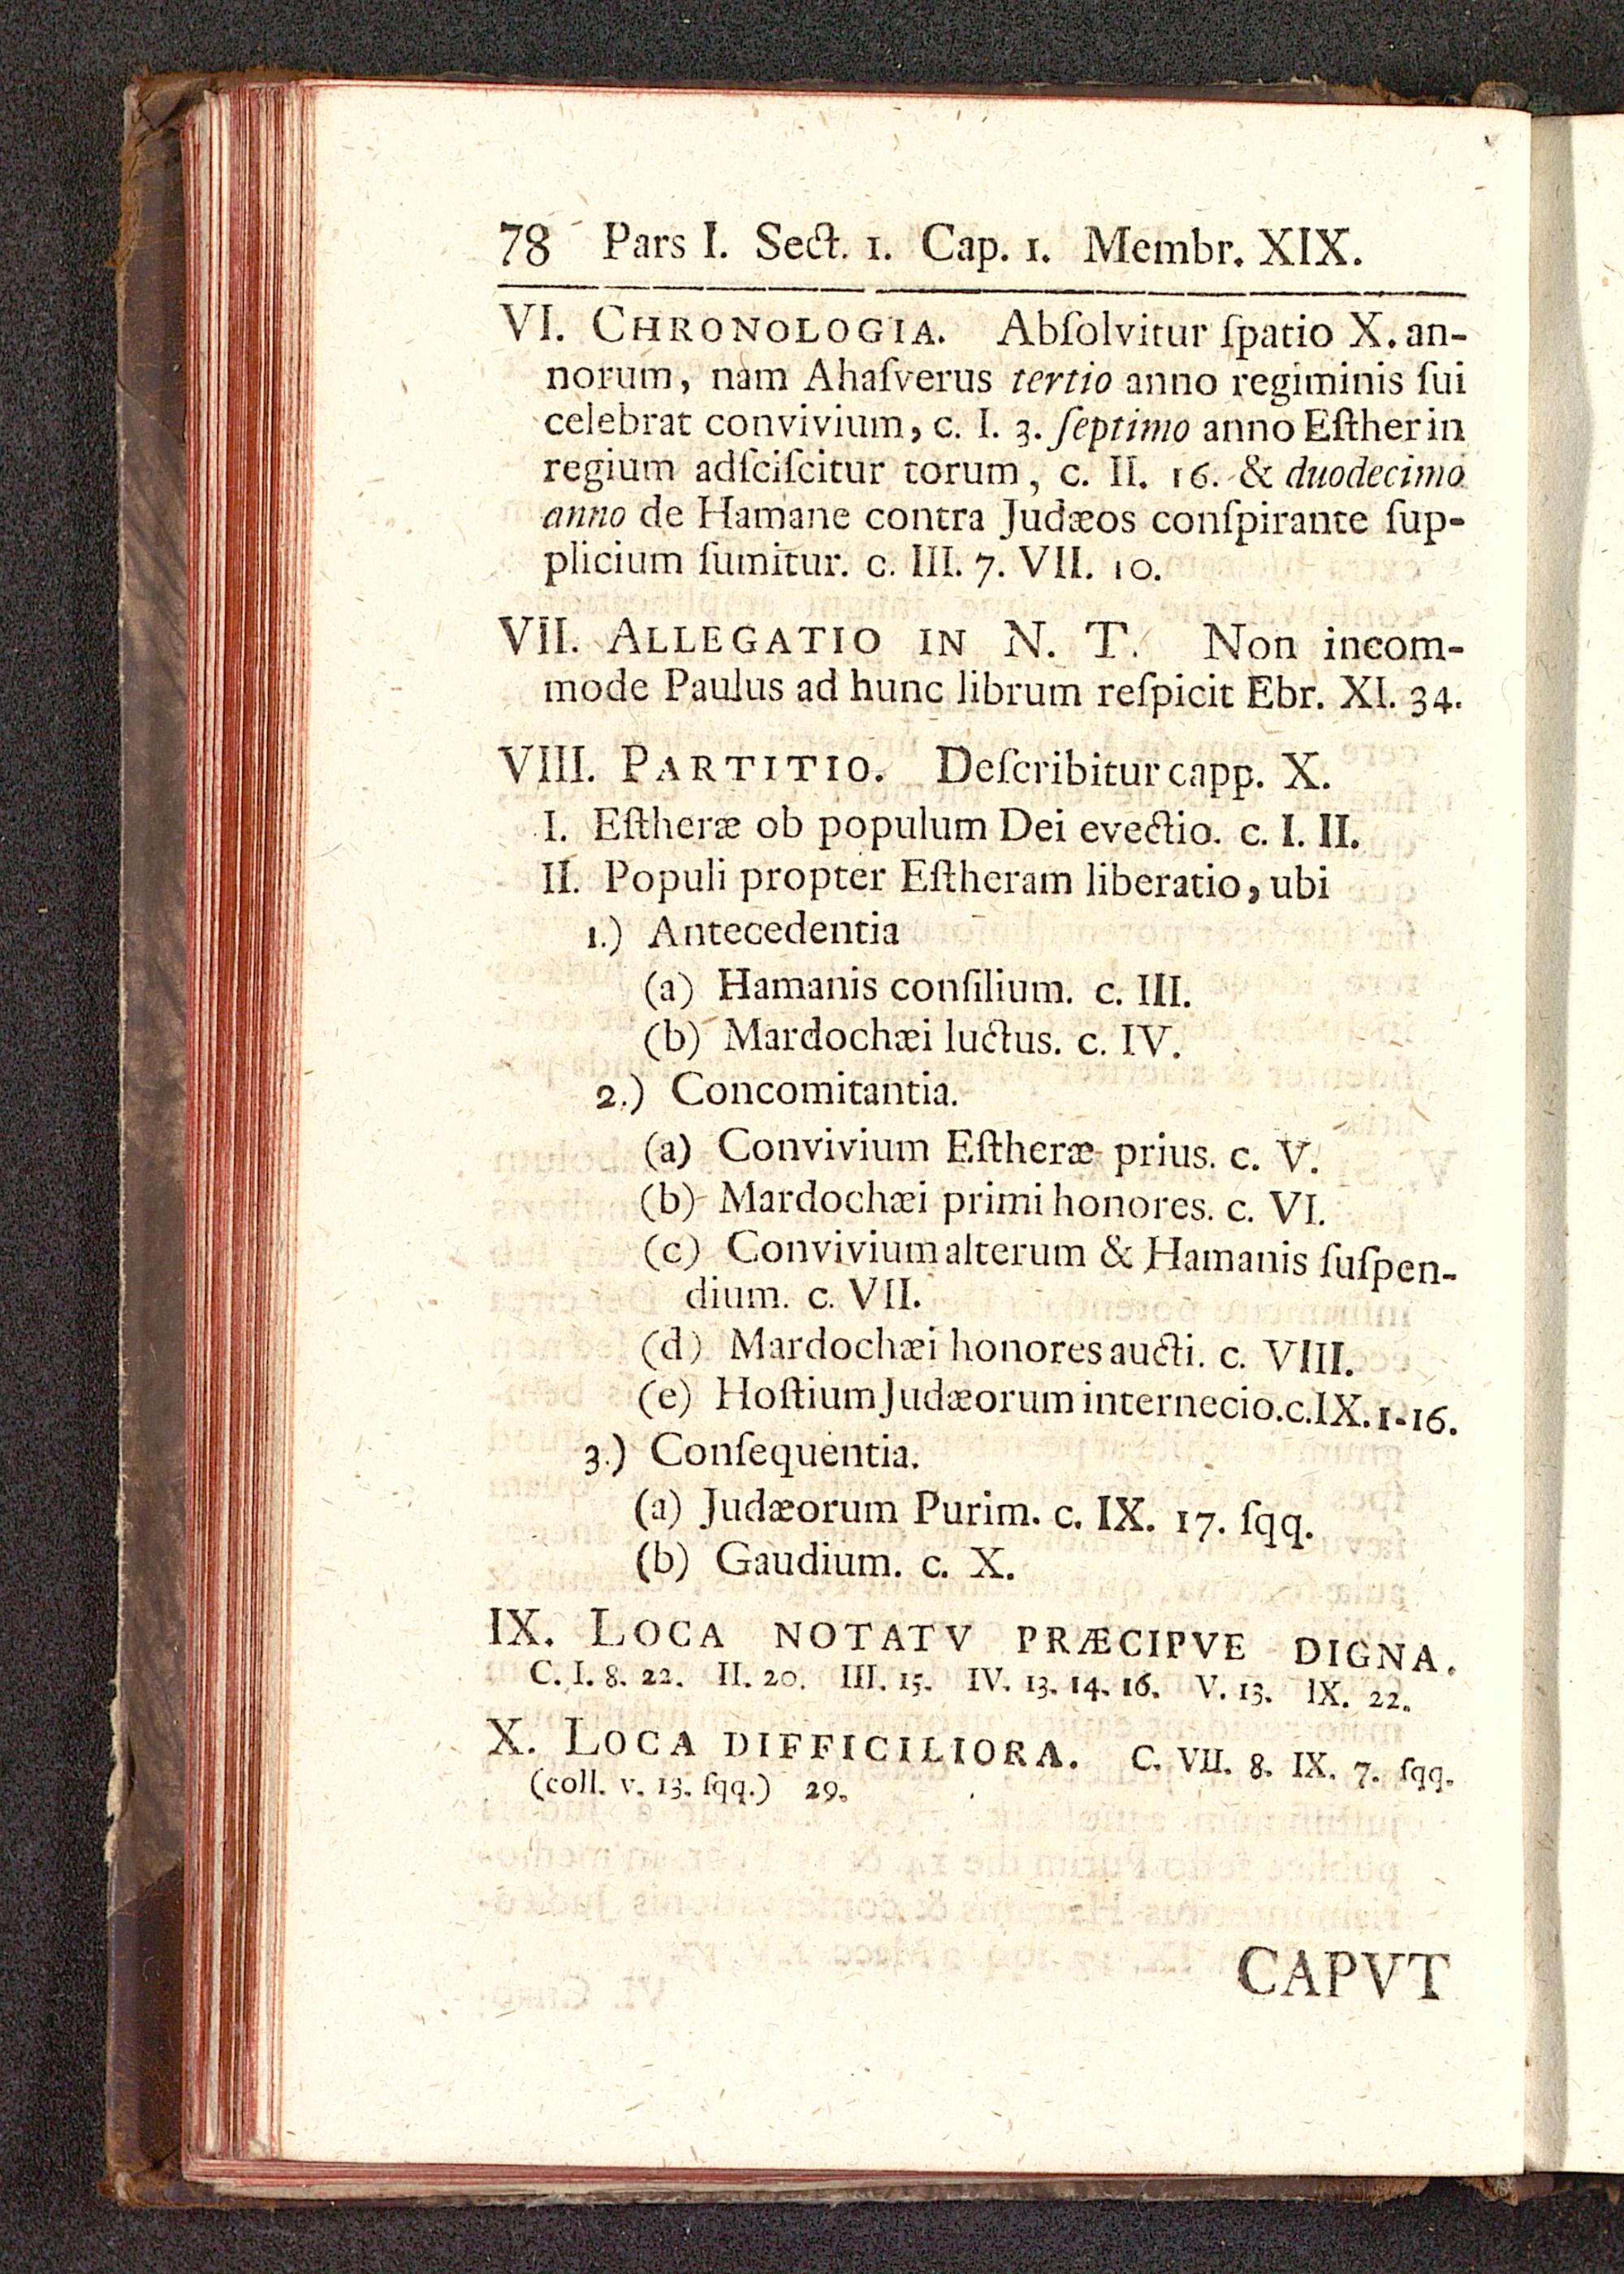 78 Pars I. Sect. 1. Cap. 1. Membr. XIX.
VI. CHRONOLOGIA. Abſolvitur ſpatio X. an-
norum, nam Ahaſverus tertio anno regiminis ſui
celebrat convivium, c. I. 3. ſeptimo anno Eſther in
regium adſciſcitur torum, c. II. 16. & duodecimo
anno de Hamane contra Judæos conſpirante ſup-
plicium ſumitur. c. III. 7. VII. 10.
VII. ALLEGATIO IN N. T. Non incom-
mode Paulus ad hunc librum reſpicit Ebr. XI. 34.
VIII. PARTITIO. Deſcribitur capp. X.
I. Eſtheræ ob populum Dei evectio. c. I. II.
II. Populi propter Eſtheram liberatio, ubi
1.) Antecedentia
(a) Hamanis conſilium. c. III.
(b) Mardochæi luctus. c. IV.
2.) Concomitantia.
(a) Convivium Eſtheræ prius. c. V.
(b) Mardochæi primi honores. c. VI.
(c) Convivium alterum & Hamanis ſuſpen-
dium. c. VII.
(d) Mardochæi honores aucti. c. VIII.
(e) Hoſtium Judæorum internecio. c. IX. 1-16.
3.) Conſequentia.
(a) Judæorum Purim. c. IX. 17. ſqq.
(b) Gaudium. c. X.
IX. LOCA NOTATV PRÆCIPVE DIGNA.
C. I. 8. 22. II. 20. III. 15. IV. 13. 14. 16. V. 13. IX. 22.
X. LOCA DIFFICILIORA. C. VII. 8. IX. 7. ſqq.
(coll. v. 13. ſqq.) 29.
CAPVT